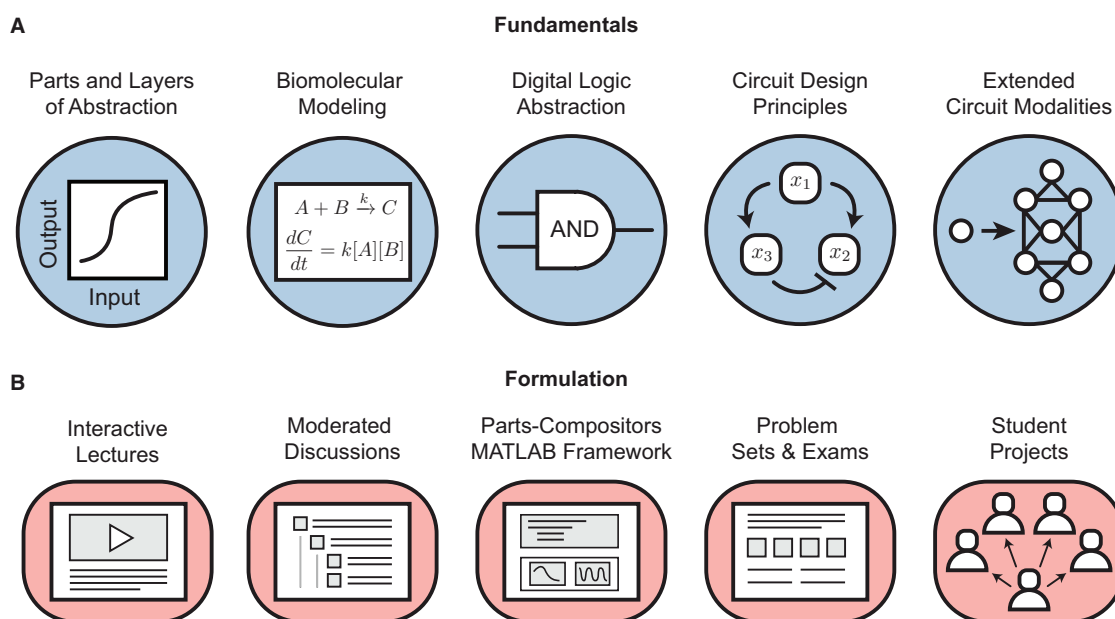 A
Fundamentals
Parts and Layers
of Abstraction
Output
Input
Biomolecular
Modeling
A + B \xrightarrow{k} C
\frac{dC}{dt} = k[A][B]
Digital Logic
Abstraction
AND
Circuit Design
Principles
x₁
x₃ x₂
Extended
Circuit Modalities
B
Formulation
Interactive
Lectures
Moderated
Discussions
Parts-Compositors
MATLAB Framework
Problem
Sets & Exams
Student
Projects